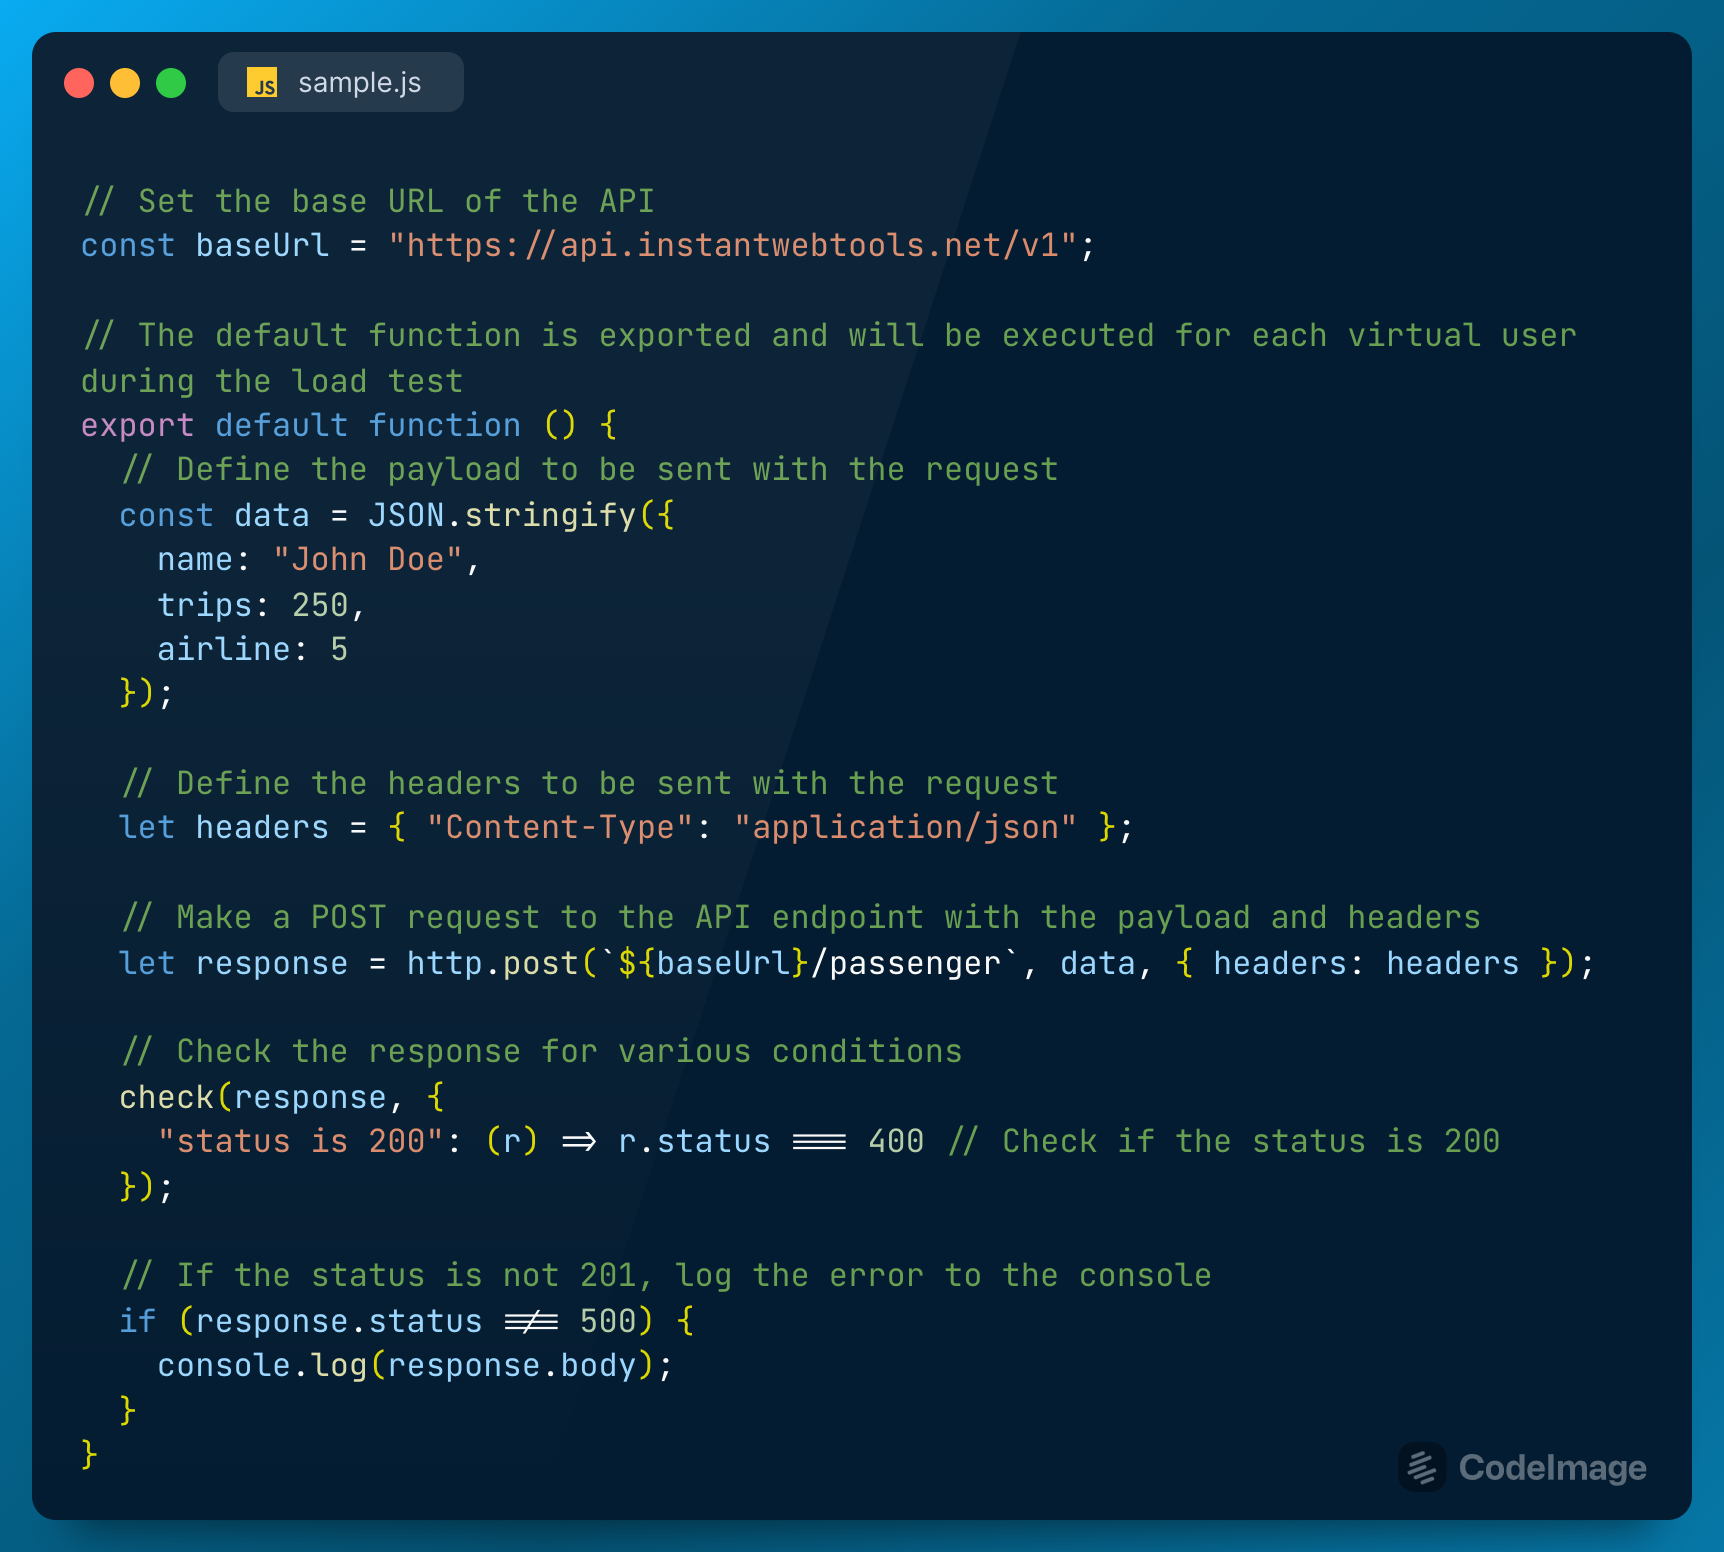 sample.js
// Set the base URL of the API
const baseUrl = "https://api.instantwebtools.net/v1";
// The default function is exported and will be executed for each virtual user
during the load test
export default function () {
  // Define the payload to be sent with the request
  const data = JSON.stringify({
    name: "John Doe",
    trips: 250,
    airline: 5
  });
  // Define the headers to be sent with the request
  let headers = { "Content-Type": "application/json" };
  // Make a POST request to the API endpoint with the payload and headers
  let response = http.post(`${baseUrl}/passenger`, data, { headers: headers });
  // Check the response for various conditions
  check(response, {
    "status is 200": (r) => r.status === 400 // Check if the status is 200
  });
  // If the status is not 201, log the error to the console
  if (response.status !== 500) {
    console.log(response.body);
  }
}
CodeImage